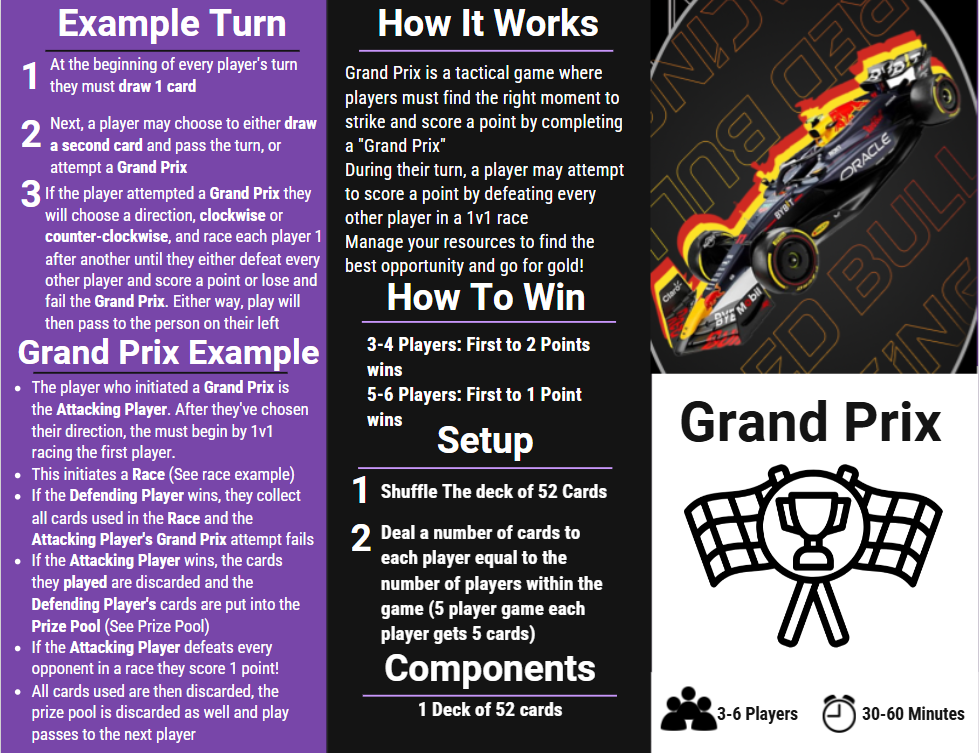 Example Turn
1
At the beginning of every player's turn
they must draw 1 card
2
Next, a player may choose to either draw
a second card and pass the turn, or
attempt a Grand Prix
3
If the player attempted a Grand Prix they
will choose a direction, clockwise or
counter-clockwise, and race each player 1
after another until they either defeat every
other player and score a point or lose and
fail the Grand Prix. Either way, play will
then pass to the person on their left
Grand Prix Example
• The player who initiated a Grand Prix is
the Attacking Player. After they've chosen
their direction, the must begin by 1v1
racing the first player.
• This initiates a Race (See race example)
• If the Defending Player wins, they collect
all cards used in the Race and the
Attacking Player's Grand Prix attempt fails
• If the Attacking Player wins, the cards
they played are discarded and the
Defending Player's cards are put into the
Prize Pool (See Prize Pool)
• If the Attacking Player defeats every
opponent in a race they score 1 point!
• All cards used are then discarded, the
prize pool is discarded as well and play
passes to the next player
How It Works
Grand Prix is a tactical game where
players must find the right moment to
strike and score a point by completing
a "Grand Prix"
During their turn, a player may attempt
to score a point by defeating every
other player in a 1v1 race
Manage your resources to find the
best opportunity and go for gold!
How To Win
3-4 Players: First to 2 Points
wins
5-6 Players: First to 1 Point
wins
Setup
1
Shuffle The deck of 52 Cards
2
Deal a number of cards to
each player equal to the
number of players within the
game (5 player game each
player gets 5 cards)
Components
1 Deck of 52 cards
RED BULL
ORACLE
BYBIT
Claro
Mobil
RED BULL
Grand Prix
3-6 Players
30-60 Minutes